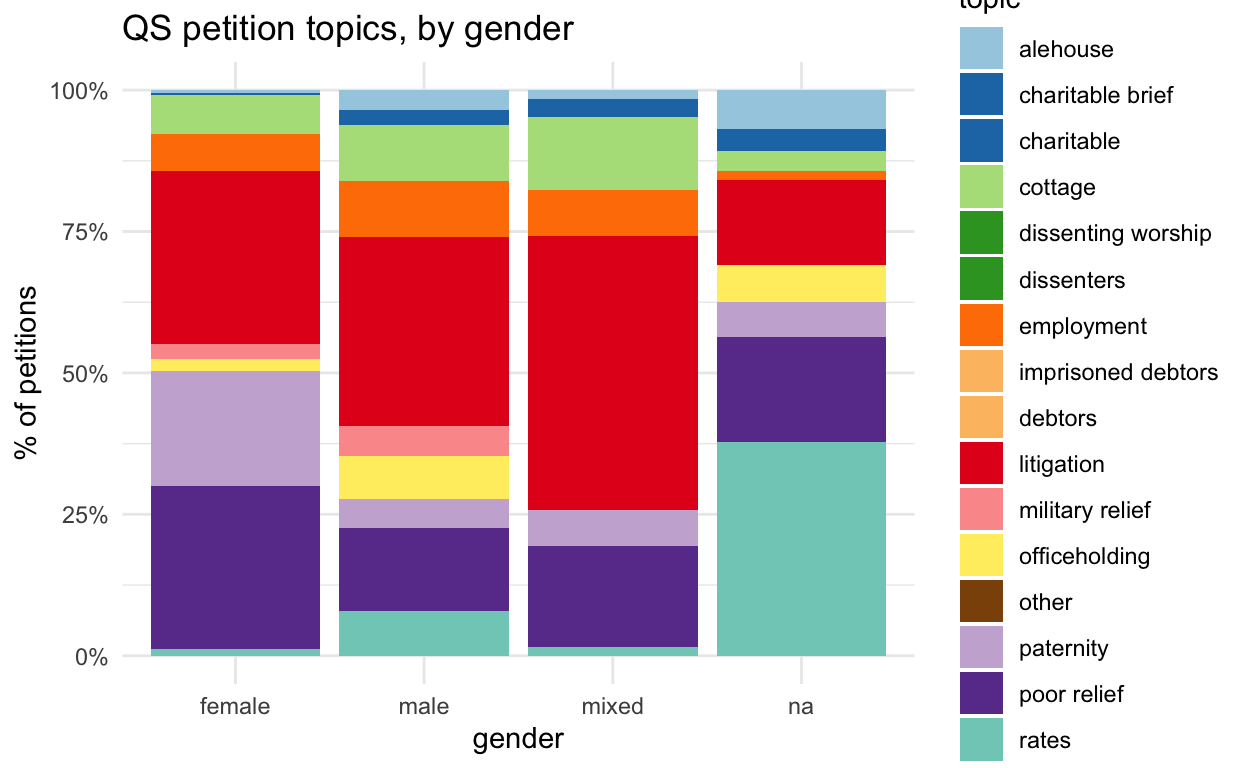 QS petition topics, by gender
topic
alehouse
charitable brief
charitable
cottage
dissenting worship
dissenters
employment
imprisoned debtors
debtors
litigation
military relief
officeholding
other
paternity
poor relief
rates
% of petitions
100%
75%
50%
25%
0%
female male mixed na
gender